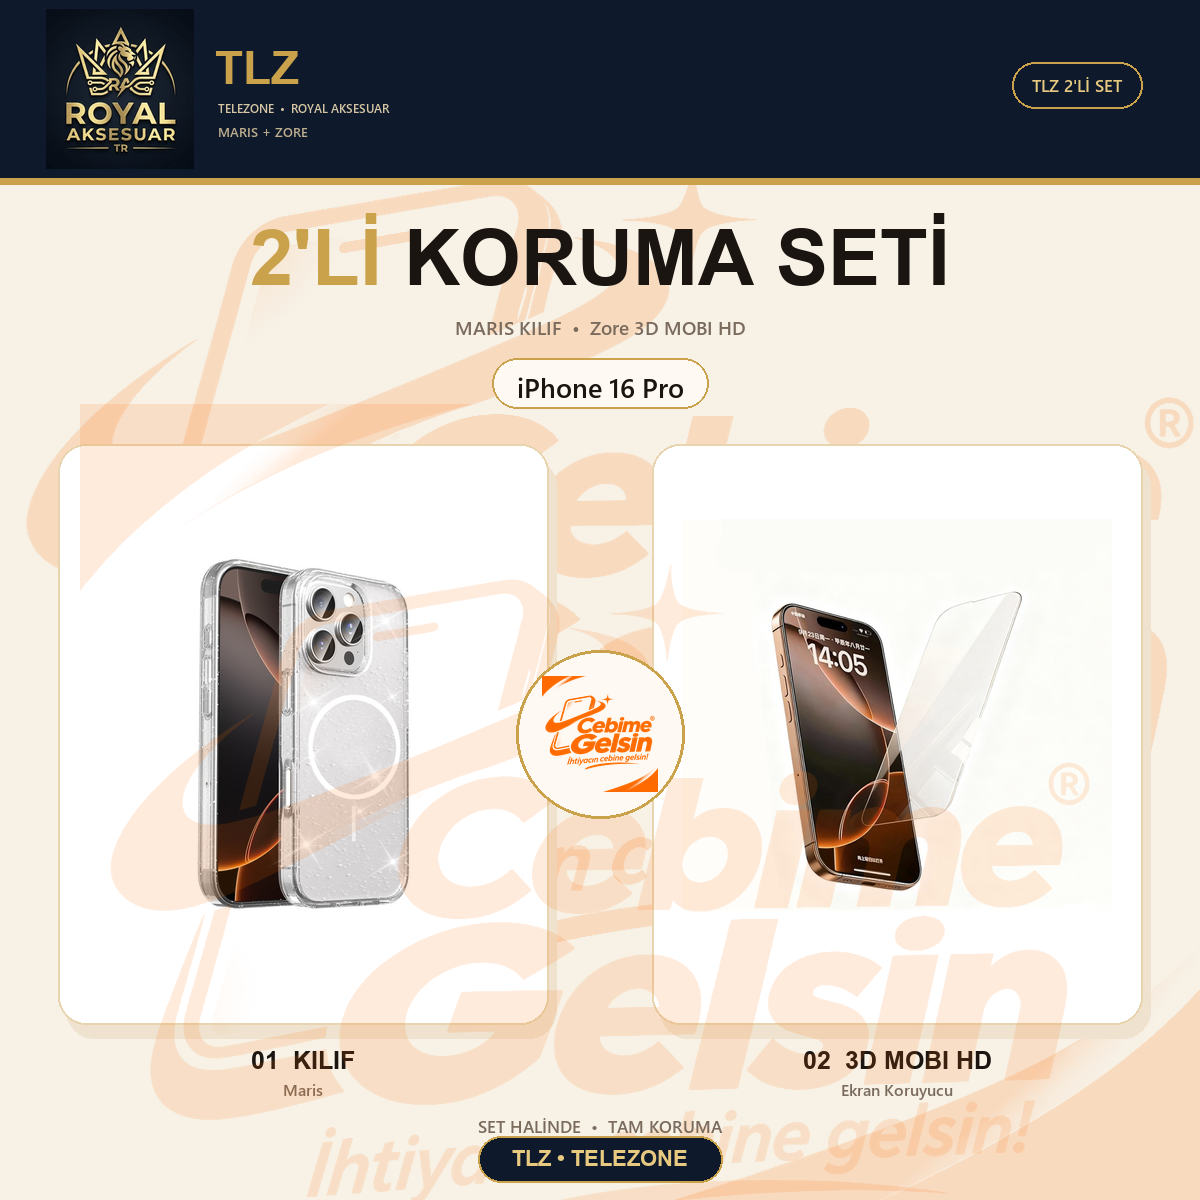 ROYAL
AKSESUAR
TR
TLZ
TELEZONE • ROYAL AKSESUAR
MARIS + ZORE
TLZ 2'Lİ SET
2'Lİ KORUMA SETİ
MARIS KILIF • Zore 3D MOBI HD
iPhone 16 Pro
14:05
Cebime
Gelsin
İhtiyacın cebine gelsin!
Cebime
Gelsin
®
01 KILIF
Maris
02 3D MOBI HD
Ekran Koruyucu
SET HALİNDE • TAM KORUMA
TLZ • TELEZONE